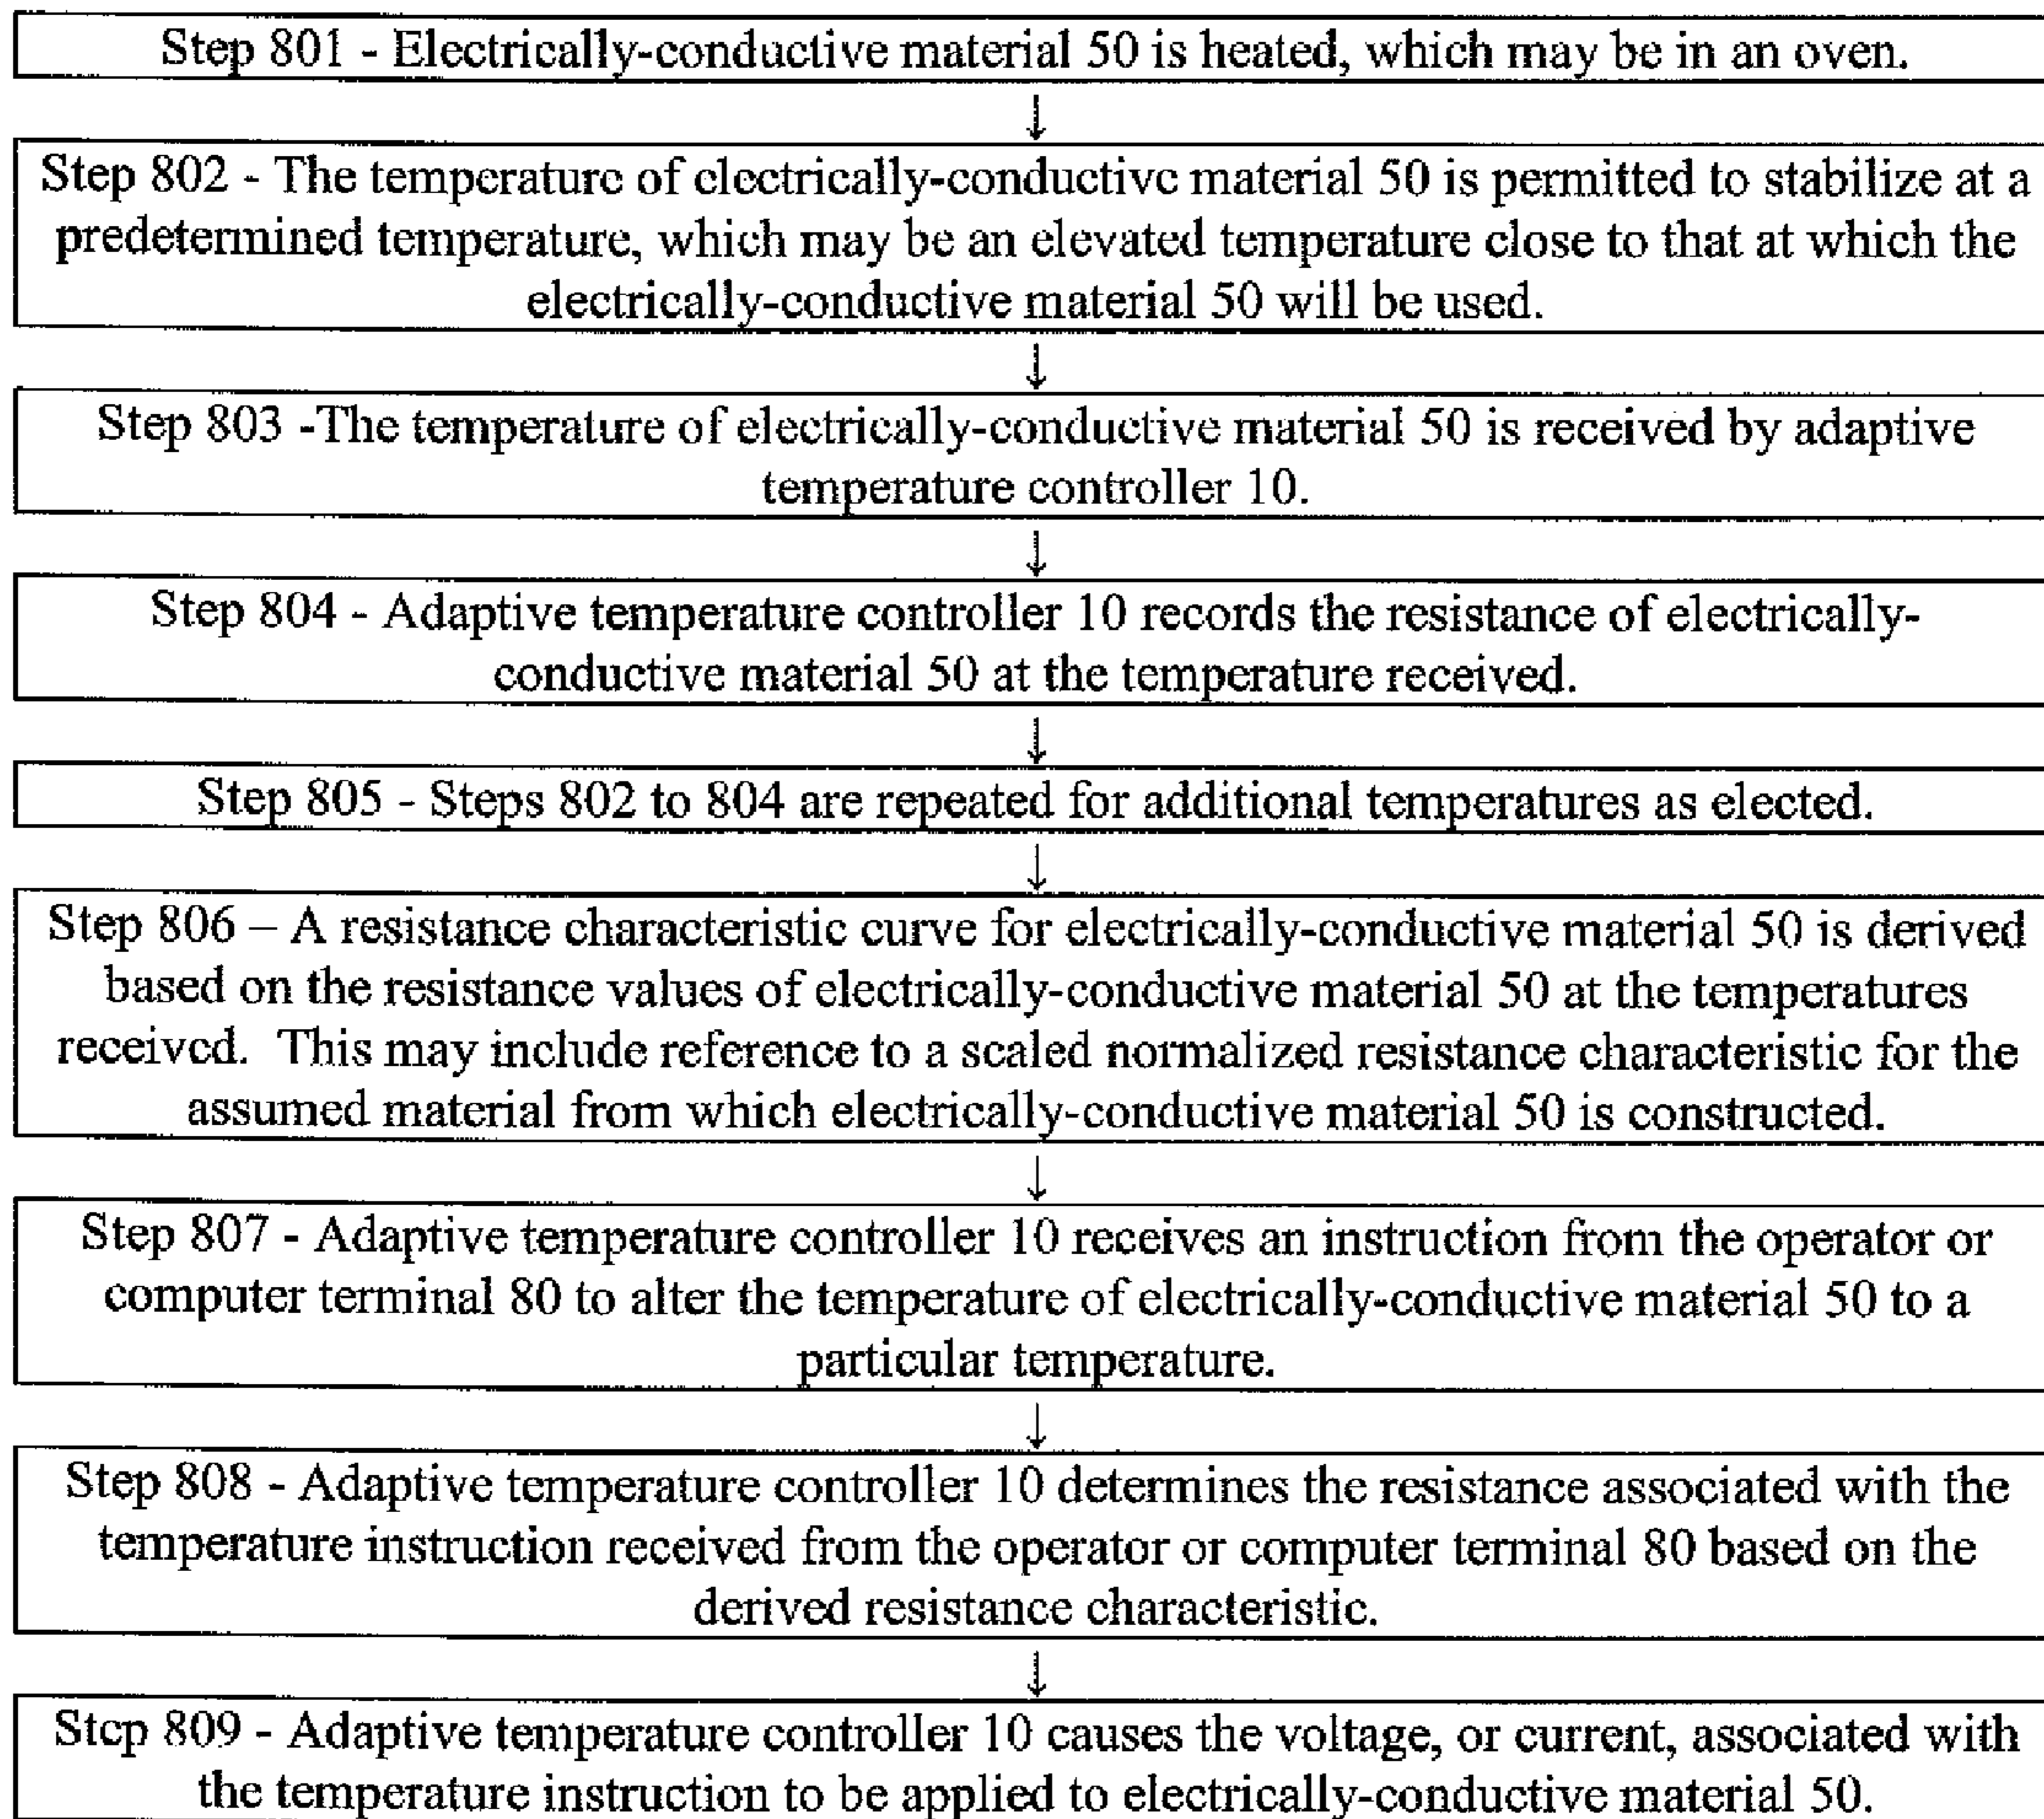 Step 801 - Electrically-conductive material 50 is heated, which may be in an oven.
Step 802 - The temperature of electrically-conductive material 50 is permitted to stabilize at a
predetermined temperature, which may be an elevated temperature close to that at which the
electrically-conductive material 50 will be used.
Step 803 -The temperature of electrically-conductive material 50 is received by adaptive
temperature controller 10.
Step 804 - Adaptive temperature controller 10 records the resistance of electrically-
conductive material 50 at the temperature received.
Step 805 - Steps 802 to 804 are repeated for additional temperatures as elected.
Step 806 – A resistance characteristic curve for electrically-conductive material 50 is derived
based on the resistance values of electrically-conductive material 50 at the temperatures
received. This may include reference to a scaled normalized resistance characteristic for the
assumed material from which electrically-conductive material 50 is constructed.
Step 807 - Adaptive temperature controller 10 receives an instruction from the operator or
computer terminal 80 to alter the temperature of electrically-conductive material 50 to a
particular temperature.
Step 808 - Adaptive temperature controller 10 determines the resistance associated with the
temperature instruction received from the operator or computer terminal 80 based on the
derived resistance characteristic.
Step 809 - Adaptive temperature controller 10 causes the voltage, or current, associated with
the temperature instruction to be applied to electrically-conductive material 50.